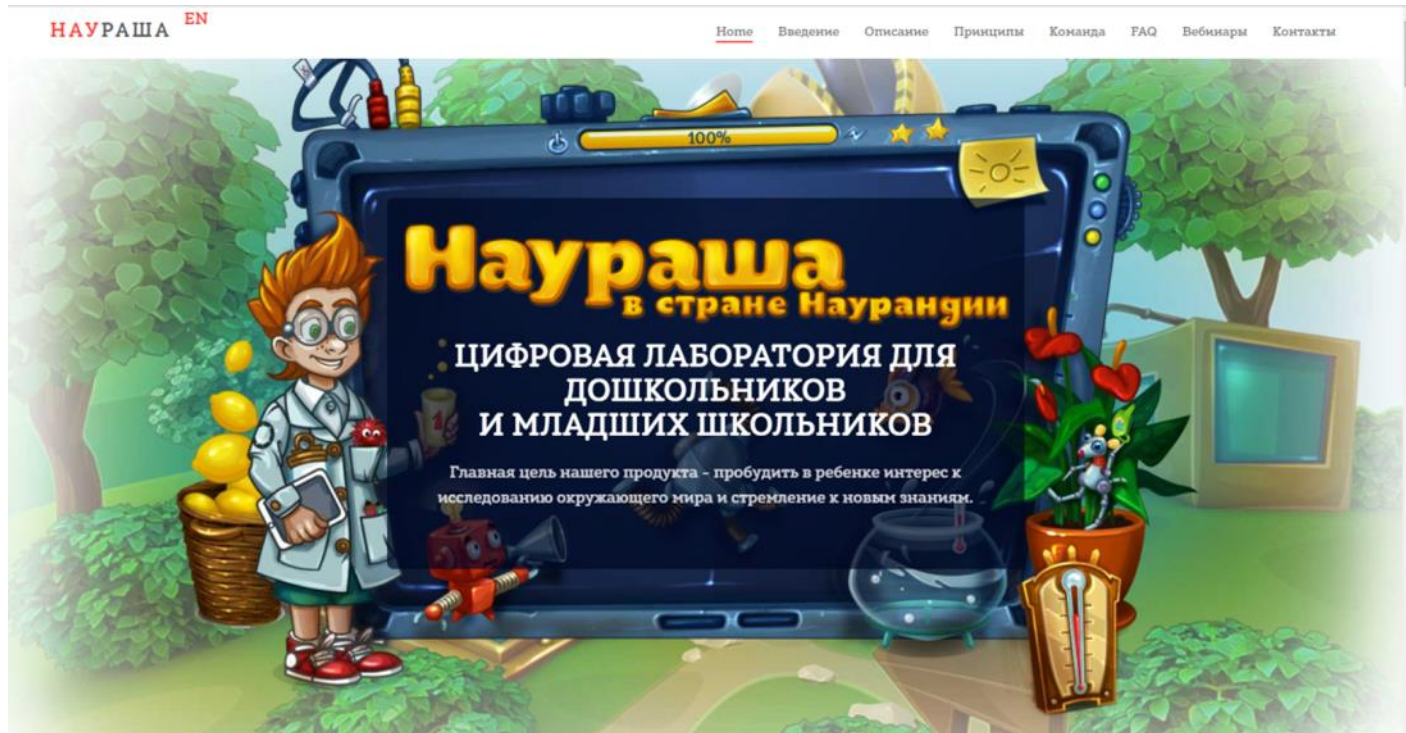 НАУРАША EN
Home Введение Описание Принципы Команда FAQ Вебинары Контакты
100%
Наураша
в стране Наурандии
ЦИФРОВАЯ ЛАБОРАТОРИЯ ДЛЯ
ДОШКОЛЬНИКОВ
И МЛАДШИХ ШКОЛЬНИКОВ
Главная цель нашего продукта – пробудить в ребенке интерес к
исследованию окружающего мира и стремление к новым знаниям.